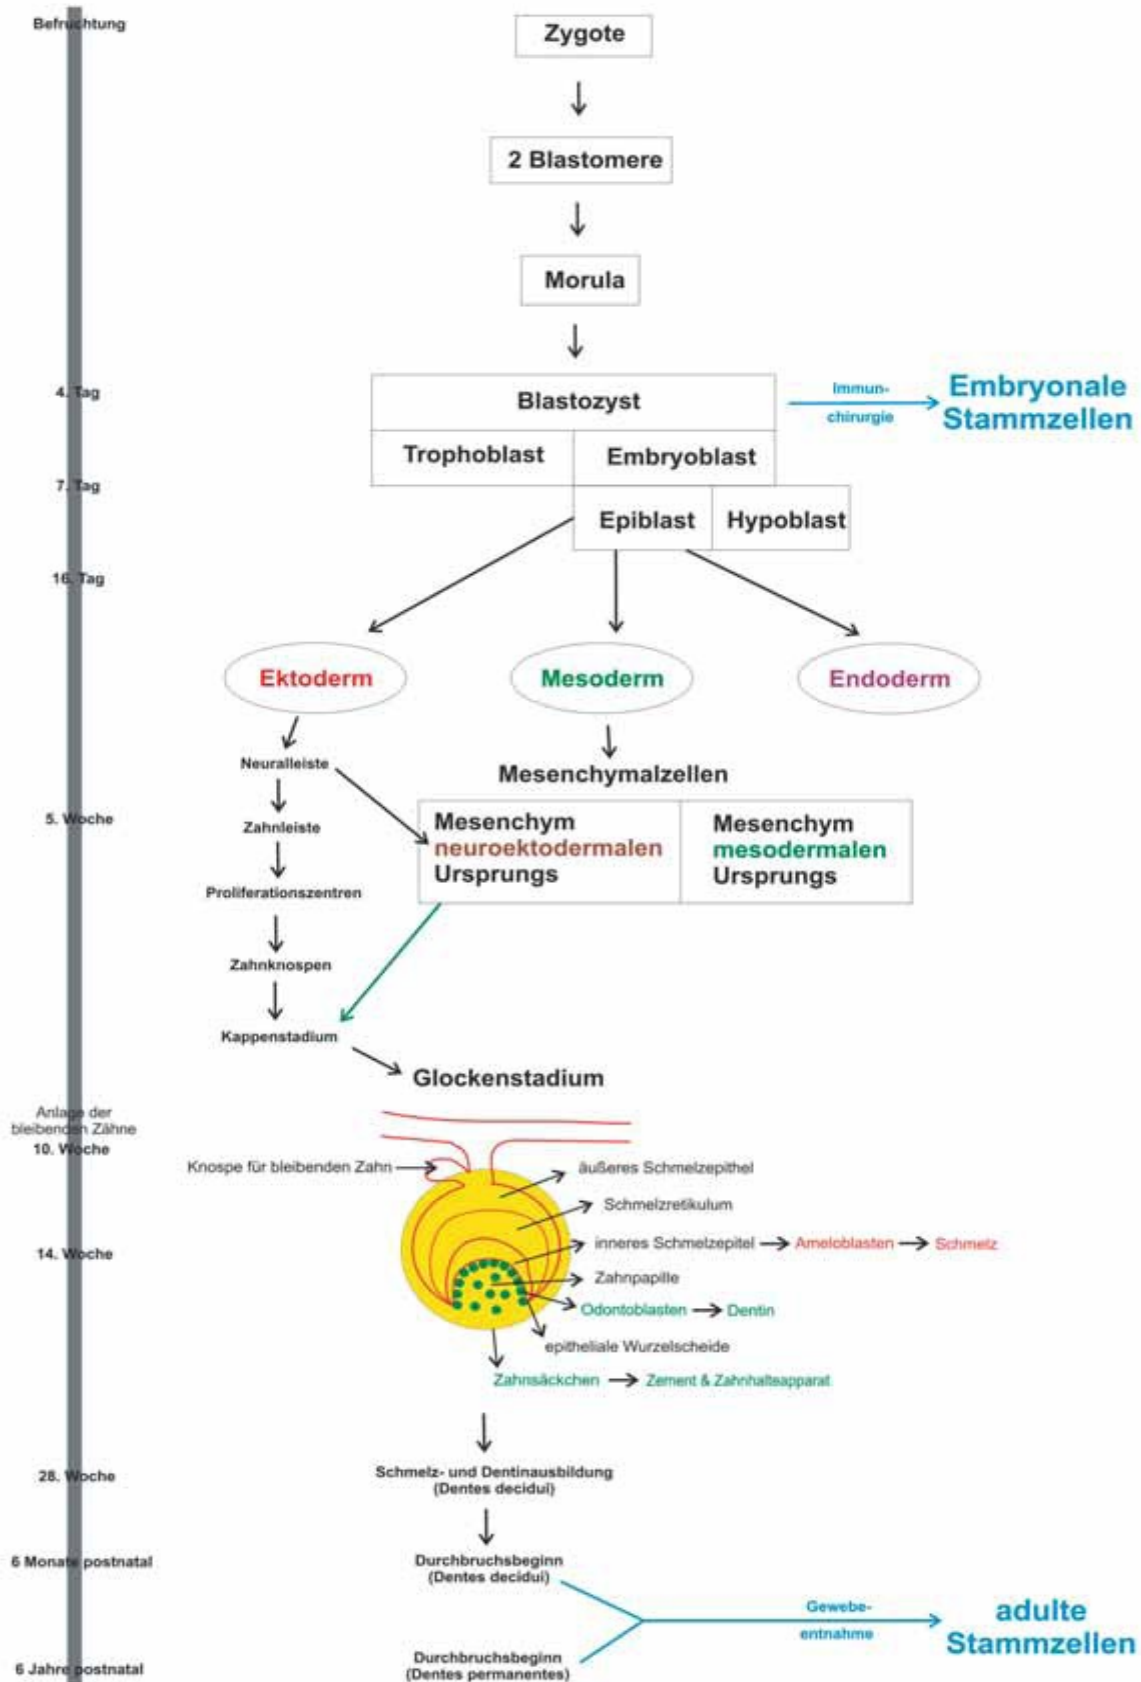 Befruchtung
Zygote
2 Blastomere
Morula
4. Tag
Blastozyst
Immun-
chirurgie
Embryonale
Stammzellen
Trophoblast
Embryoblast
7. Tag
Epiblast
Hypoblast
16. Tag
Ektoderm
Mesoderm
Endoderm
Neuralleiste
Mesenchymalzellen
5. Woche
Zahnleiste
Mesenchym
neuroektodermalen
Ursprungs
Mesenchym
mesodermalen
Ursprungs
Proliferationszentren
Zahnknospen
Kappenstadium
Glockenstadium
Anlage der
bleibenden Zähne
10. Woche
Knospe für bleibenden Zahn
äußeres Schmelzepithel
Schmelzretikulum
14. Woche
inneres Schmelzepitel
Ameloblasten
Schmelz
Zahnpapille
Odontoblasten
Dentin
epitheliale Wurzelscheide
Zahnsäckchen
Zement & Zahnhalteapparat
28. Woche
Schmelz- und Dentinausbildung
(Dentes decidui)
6 Monate postnatal
Durchbruchsbeginn
(Dentes decidui)
Gewebe-
entnahme
adulte
Stammzellen
6 Jahre postnatal
Durchbruchsbeginn
(Dentes permanentes)